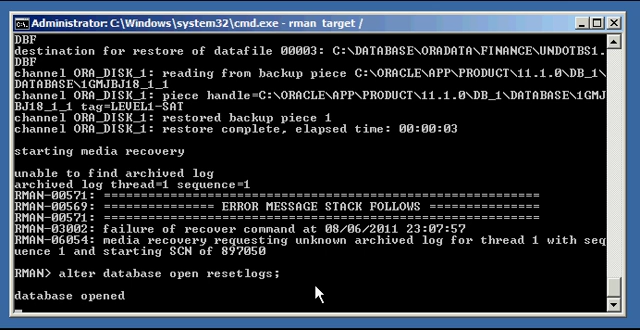 Administrator: C:\Windows\system32\cmd.exe - rman target /
DBF
destination for restore of datafile 00003: C:\DATABASE\ORADATA\FINANCE\UNDOTBS1.
DBF
channel ORA_DISK_1: reading from backup piece C:\ORACLE\APP\PRODUCT\11.1.0\DB_1\
DATABASE\1GMJBJ18_1_1
channel ORA_DISK_1: piece handle=C:\ORACLE\APP\PRODUCT\11.1.0\DB_1\DATABASE\1GMJ
BJ18_1_1 tag=LEVEL1-SAT
channel ORA_DISK_1: restored backup piece 1
channel ORA_DISK_1: restore complete, elapsed time: 00:00:03
starting media recovery
unable to find archived log
archived log thread=1 sequence=1
RMAN-00571: ===========================================================
RMAN-00569: =============== ERROR MESSAGE STACK FOLLOWS ===============
RMAN-00571: ===========================================================
RMAN-03002: failure of recover command at 08/06/2011 23:07:57
RMAN-06054: media recovery requesting unknown archived log for thread 1 with seq
uence 1 and starting SCN of 897050
RMAN> alter database open resetlogs;
database opened